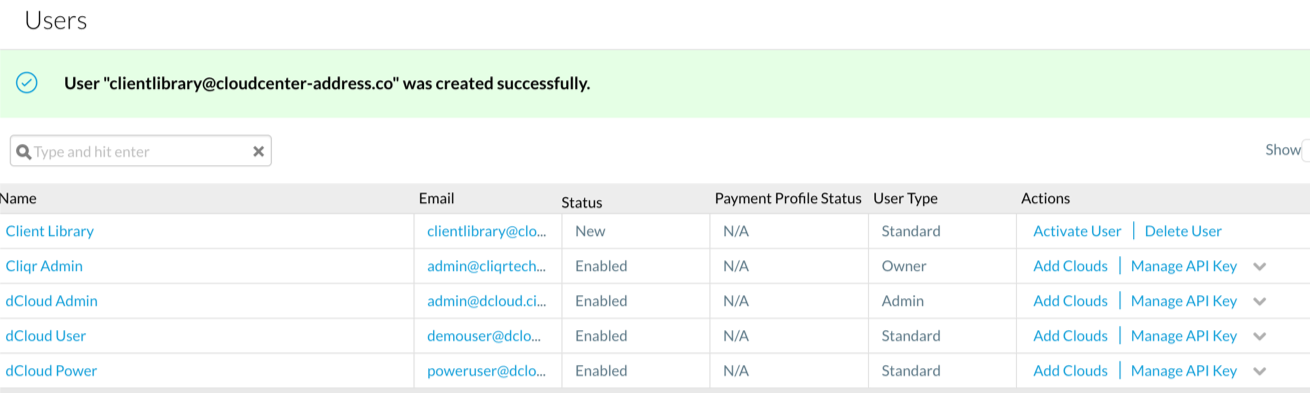 Users
User "clientlibrary@cloudcenter-address.co" was created successfully.
Type and hit enter
Show
Name Email Status Payment Profile Status User Type Actions
Client Library clientlibrary@clo... New N/A Standard Activate User | Delete User
Cliqr Admin admin@cliqrtech... Enabled N/A Owner Add Clouds | Manage API Key
dCloud Admin admin@dcloud.ci... Enabled N/A Admin Add Clouds | Manage API Key
dCloud User demouser@dclo... Enabled N/A Standard Add Clouds | Manage API Key
dCloud Power poweruser@dclo... Enabled N/A Standard Add Clouds | Manage API Key